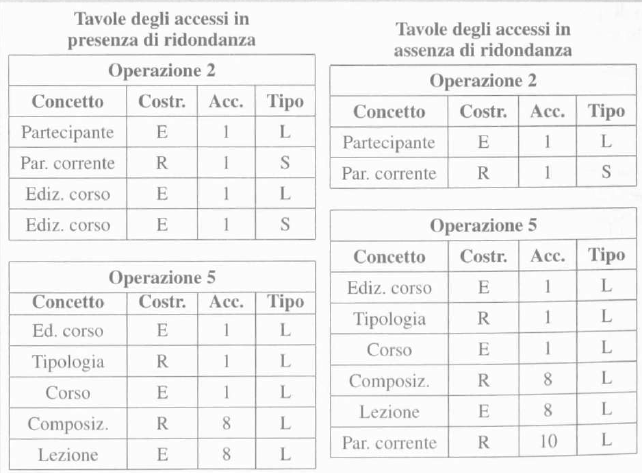 Tavole degli accessi in
presenza di ridondanza
Operazione 2
Concetto Costr. Acc. Tipo
Partecipante E 1 L
Par. corrente R 1 S
Ediz. corso E 1 L
Ediz. corso E 1 S
Operazione 5
Concetto Costr. Acc. Tipo
Ed. corso E 1 L
Tipologia R 1 L
Corso E 1 L
Composiz. R 8 L
Lezione E 8 L
Tavole degli accessi in
assenza di ridondanza
Operazione 2
Concetto Costr. Acc. Tipo
Partecipante E 1 L
Par. corrente R 1 S
Operazione 5
Concetto Costr. Acc. Tipo
Ediz. corso E 1 L
Tipologia R 1 L
Corso E 1 L
Composiz. R 8 L
Lezione E 8 L
Par. corrente R 10 L